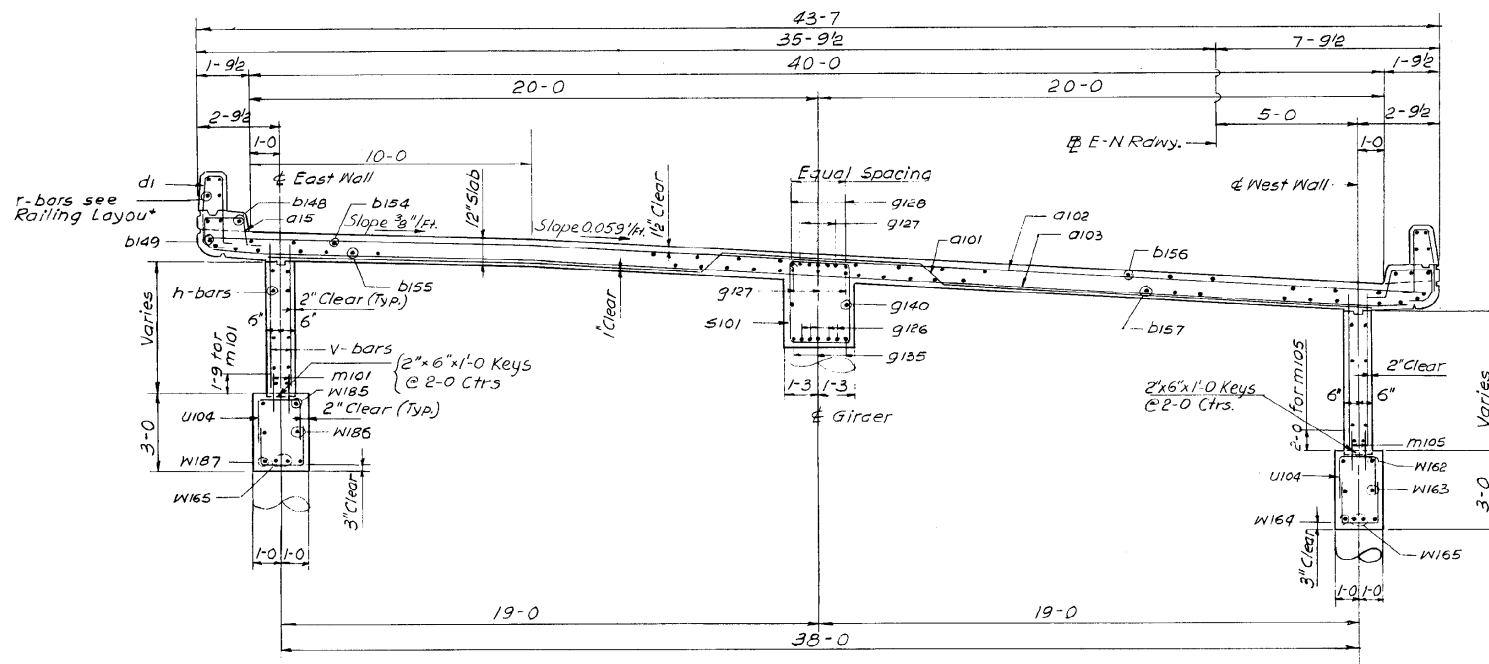 43-7
35-9½
7-9½
1-9½
40-0
1-9½
20-0
20-0
2-9½
5-0
2-9½
1-0
10-0
℄ East Wall
12" Slab
1½" Clear
Equal Spacing
E-N Rdwy.
1-0
℄ West Wall
d1
r-bars see
Railing Layout
b148
a15
b154
Slope 3/8"/Ft.
Slope 0.059'/Ft.
g128
g127
a101
a102
a103
b156
b149
h-bars
2" Clear (Typ.)
b155
1" Clear
g127
g140
S101
g126
g135
b157
Varies
6"
6"
1-9 for
m101
V-bars
m101
2"x6"x1'-0 Keys
@ 2-0 Ctrs
W185
2" Clear (Typ.)
1-3
1-3
℄ Girder
2"x6"x1'-0 Keys
@ 2-0 Ctrs.
6"
6"
2" Clear
2-0 for m105
Varies
m105
3-0
U104
W186
W187
W165
3" Clear
U104
W162
W163
W164
W165
3-0
3" Clear
1-0
1-0
1-0
1-0
19-0
19-0
38-0